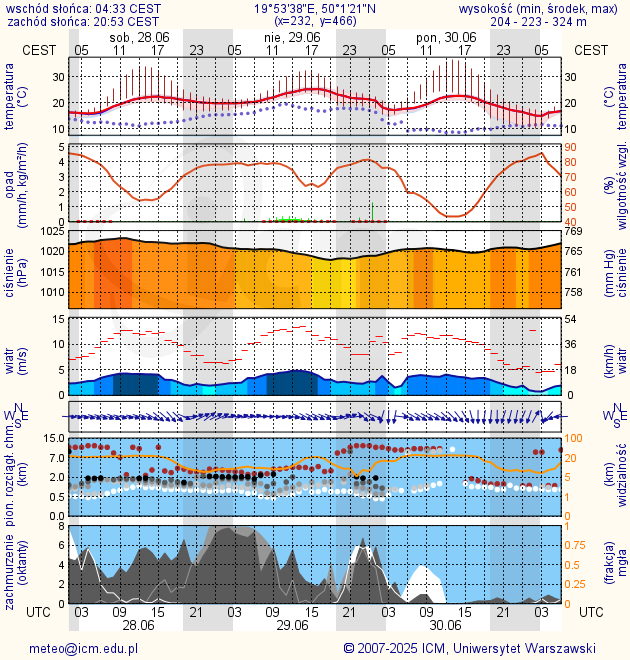 wschód słońca: 04:33 CEST 19°53'38"E, 50°1'21"N wysokość (min, środek, max)
zachód słońca: 20:53 CEST (x=232, y=466) 204 - 223 - 324 m
sob, 28.06 nie, 29.06 pon, 30.06
CEST 05 11 17 23 05 11 17 23 05 11 17 23 05 CEST
temperatura (°C)
30 30
20 20
10 10
temperatura (°C)
opad (mm/h, kg/m²/h)
5 90
4 80
3 70
2 60
1 50
0 40
(%) wilgotność wzgl.
ciśnienie (hPa)
1025 769
1020 765
1015 761
1010 758
(mm Hg) ciśnienie
wiatr (m/s)
15 54
10 36
5 18
0 0
(km/h) wiatr
N N
W E W E
S S
pion. rozciągł. chm. (km)
15.0 100
7.0 20
2.0 5
0.5 1
0.0 0
(km) widzialność
zachmurzenie (oktanty)
8 1
6 0.75
4 0.5
2 0.25
0 0
(frakcja) mgła
UTC 03 09 15 21 03 09 15 21 03 09 15 21 03 UTC
28.06 29.06 30.06
meteo@icm.edu.pl © 2007-2025 ICM, Uniwersytet Warszawski